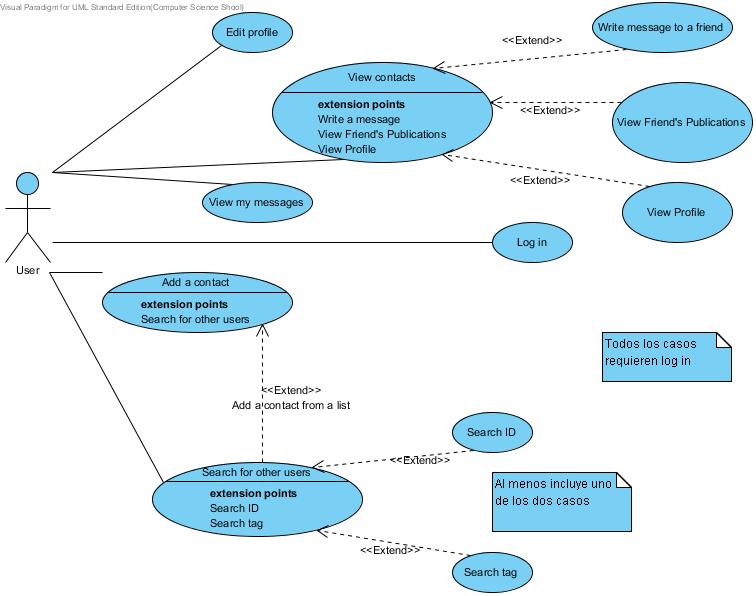 Visual Paradigm for UML Standard Edition(Computer Science Shool)
Edit profile
<<Extend>>
Write message to a friend
View contacts
extension points
Write a message
View Friend's Publications
View Profile
<<Extend>>
View Friend's Publications
<<Extend>>
View Profile
View my messages
Log in
User
Add a contact
extension points
Search for other users
Todos los casos
requieren log in
<<Extend>>
Add a contact from a list
Search ID
<<Extend>>
Search for other users
extension points
Search ID
Search tag
Al menos incluye uno
de los dos casos
<<Extend>>
Search tag